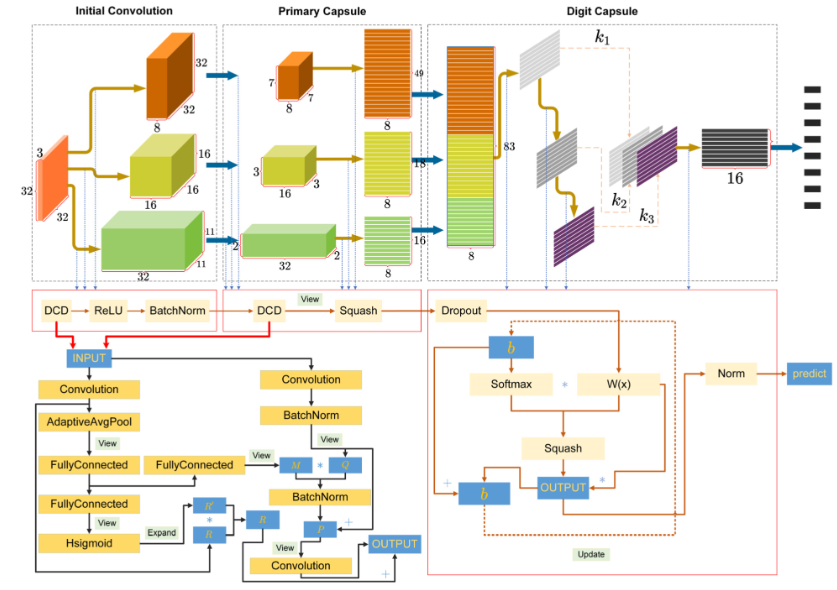 Initial Convolution
Primary Capsule
Digit Capsule
32
32
8
3
32
32
16
16
16
11
11
32
7
7
8
49
8
3
3
16
18
8
2
2
32
16
8
83
8
k1
k2
k3
16
DCD
ReLU
BatchNorm
DCD
View
Squash
Dropout
INPUT
Convolution
AdaptiveAvgPool
View
FullyConnected
FullyConnected
View
Hsigmoid
Expand
R'
*
R
R
FullyConnected
View
Convolution
BatchNorm
View
M * Q
BatchNorm
P
+
View
Convolution
OUTPUT
+
b
Softmax * W(x)
Squash
+
b
OUTPUT
*
Update
Norm
predict